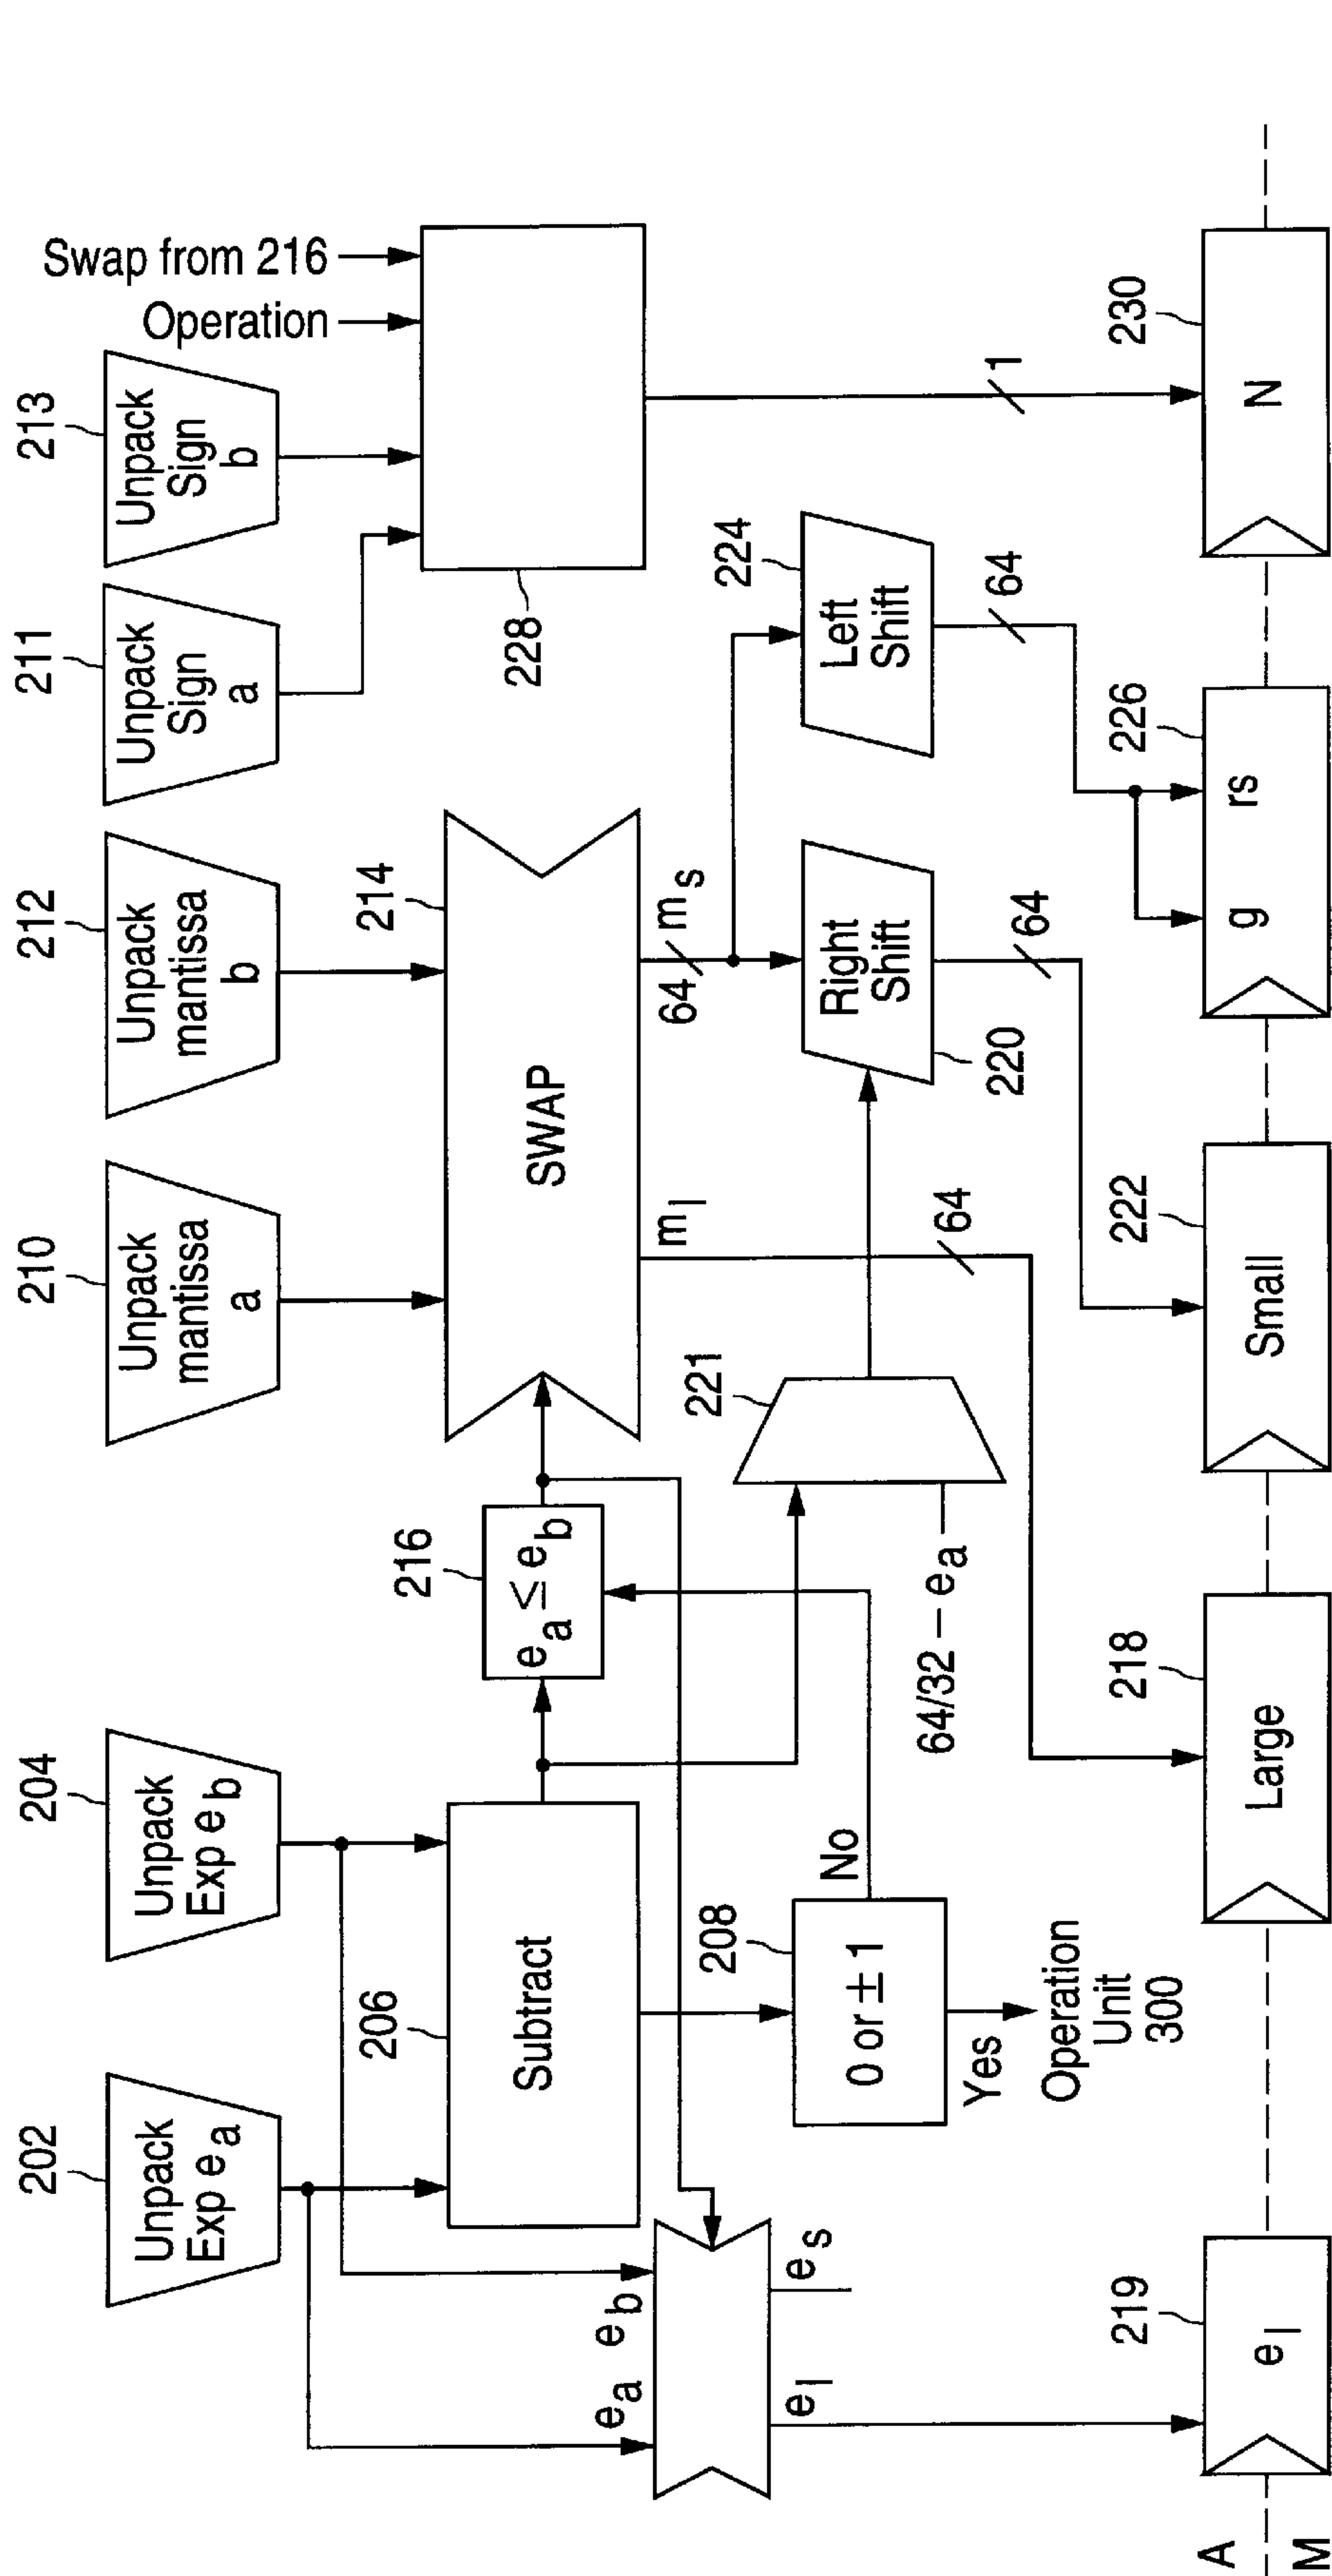 202
204
210
212
211
213
Unpack
Exp e_a
Unpack
Exp e_b
Unpack
mantissa
a
Unpack
mantissa
b
Unpack
Sign
a
Unpack
Sign
b
Swap from 216
Operation
206
Subtract
216
e_a ≤ e_b
214
SWAP
228
e_a
e_b
e_l
e_s
208
0 or ± 1
No
Yes
Operation
Unit
300
221
64/32 – e_a
m_l
64
64
m_s
Right
Shift
220
64
Left
Shift
224
64
1
A
M
219
e_l
218
Large
222
Small
226
g
rs
230
N